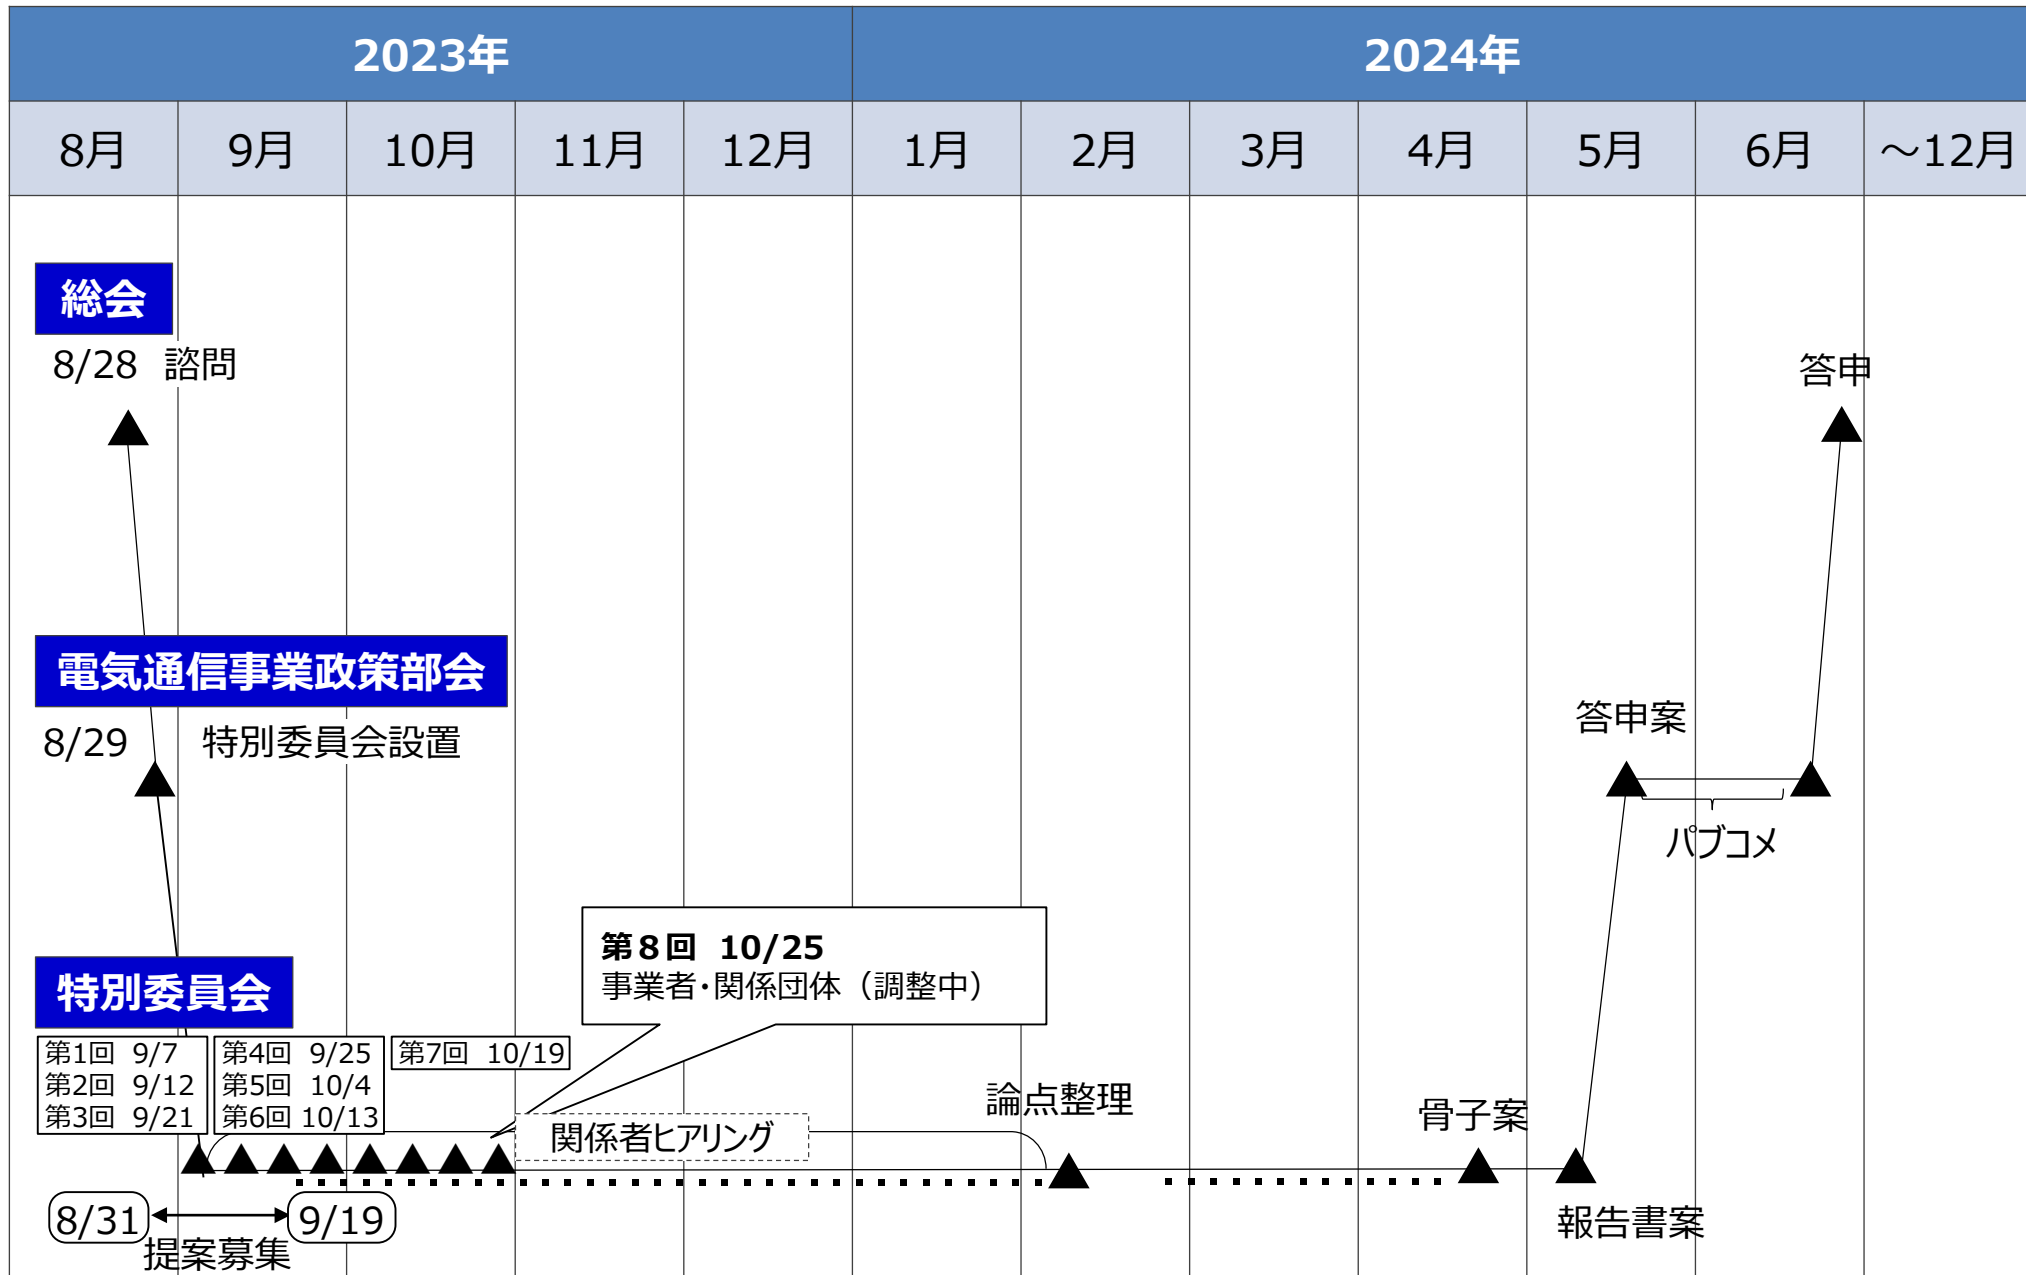 2023年
2024年
8月
9月
10月
11月
12月
1月
2月
3月
4月
5月
6月
～12月
総会
8/28 諮問
答申
電気通信事業政策部会
8/29 特別委員会設置
答申案
パブコメ
第８回 10/25
事業者・関係団体（調整中）
特別委員会
第1回 9/7
第2回 9/12
第3回 9/21
第4回 9/25
第5回 10/4
第6回 10/13
第7回 10/19
関係者ヒアリング
論点整理
骨子案
報告書案
8/31
9/19
提案募集